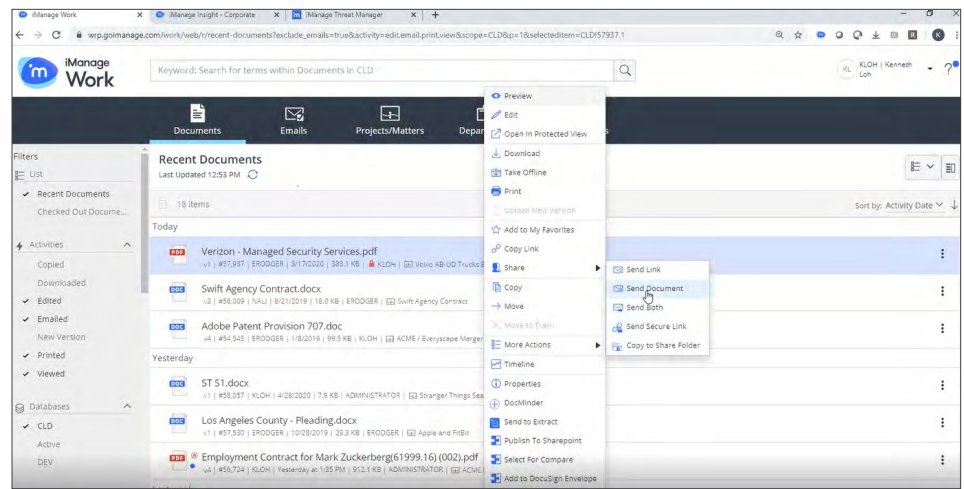 iManage Work
iManage Insight - Corporate
iManage Threat Manager
wrp.goimanage.com/work/web/r/recent-documents?exclude_emails=true&activity=edit,email,print,view&scope=CLD&p=1&selectedItem=CLD!57937.1
R
K
iManage
Work
Keyword: Search for terms within Documents in CLD
KL
KLOH | Kenneth
Loh
Documents
Emails
Projects/Matters
Filters
List
Recent Documents
Checked Out Docume...
Activities
Copied
Downloaded
Edited
Emailed
New Version
Printed
Viewed
Databases
CLD
Active
DEV
Recent Documents
Last Updated 12:53 PM
18 items
Sort by: Activity Date
Today
Verizon - Managed Security Services.pdf
v1 | #57,937 | ERODGER | 3/17/2020 | 383.1 KB | KLOH | Volvo AB/UD Trucks
Swift Agency Contract.docx
v3 | #56,009 | NALI | 8/21/2019 | 18.0 KB | ERODGER | Swift Agency Contract
Adobe Patent Provision 707.doc
v4 | #54,545 | ERODGER | 1/8/2019 | 99.5 KB | KLOH | ACME / Everyscape Merger
Yesterday
ST S1.docx
v1 | #58,057 | KLOH | 4/28/2020 | 7.9 KB | ADMINISTRATOR | Stranger Things Sea
Los Angeles County - Pleading.docx
v1 | #57,530 | ERODGER | 10/28/2019 | 29.3 KB | ERODGER | Apple and FitBit
Employment Contract for Mark Zuckerberg(61999.16) (002).pdf
v4 | #56,724 | KLOH | Yesterday at 1:35 PM | 912.1 KB | ADMINISTRATOR | ACME
Preview
Edit
Open in Protected View
Download
Take Offline
Print
Upload New Version
Add to My Favorites
Copy Link
Share
Copy
Move
Move to Trash
More Actions
Timeline
Properties
DocMinder
Send to Extract
Publish To Sharepoint
Select For Compare
Add to DocuSign Envelope
Send Link
Send Document
Send Both
Send Secure Link
Copy to Share Folder